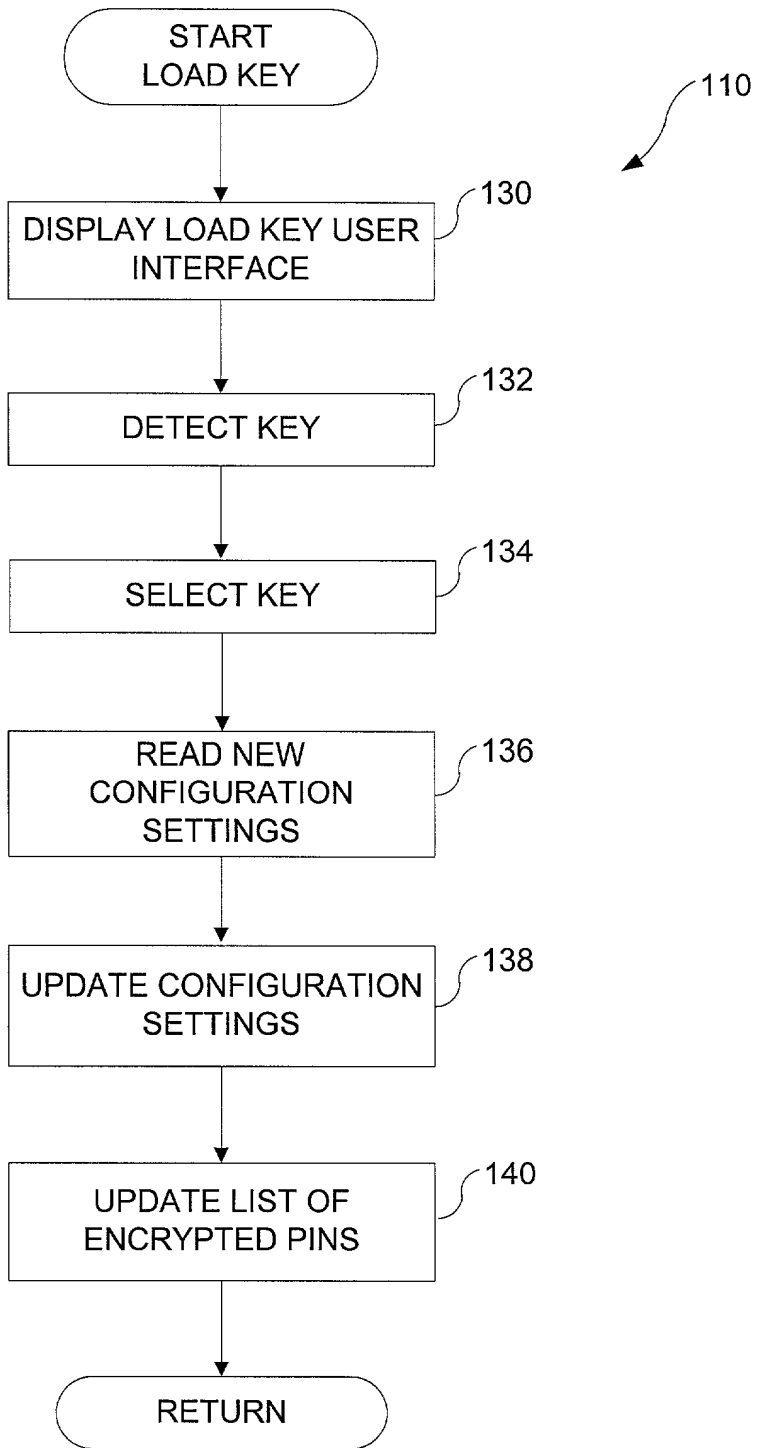 START
LOAD KEY
110
130
DISPLAY LOAD KEY USER
INTERFACE
132
DETECT KEY
134
SELECT KEY
136
READ NEW
CONFIGURATION
SETTINGS
138
UPDATE CONFIGURATION
SETTINGS
140
UPDATE LIST OF
ENCRYPTED PINS
RETURN